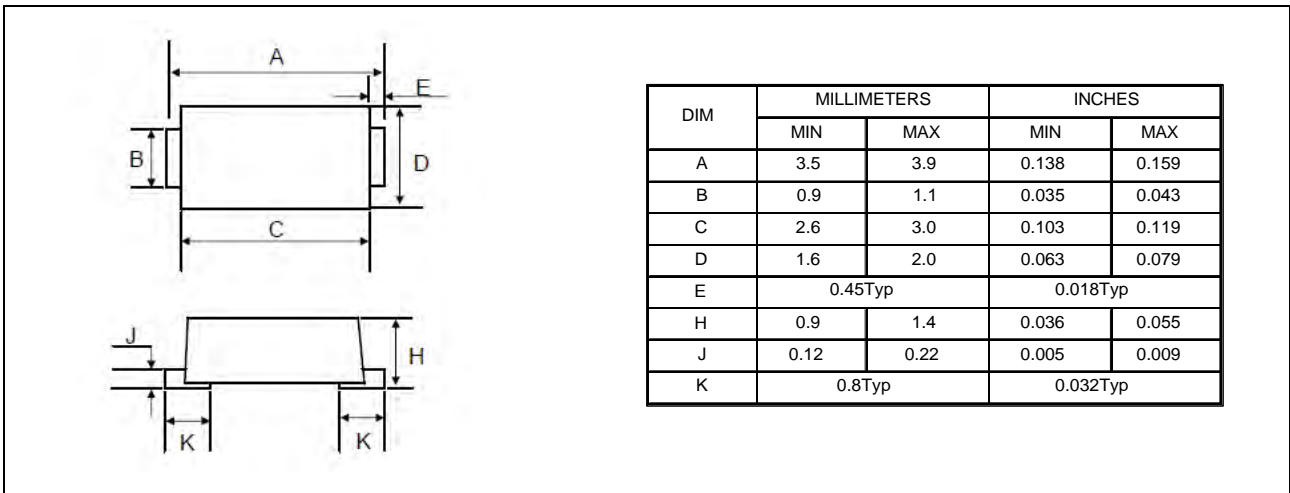 A
E
B
D
C
J
H
K K
DIM MILLIMETERS INCHES
MIN MAX MIN MAX
A 3.5 3.9 0.138 0.159
B 0.9 1.1 0.035 0.043
C 2.6 3.0 0.103 0.119
D 1.6 2.0 0.063 0.079
E 0.45Typ 0.018Typ
H 0.9 1.4 0.036 0.055
J 0.12 0.22 0.005 0.009
K 0.8Typ 0.032Typ